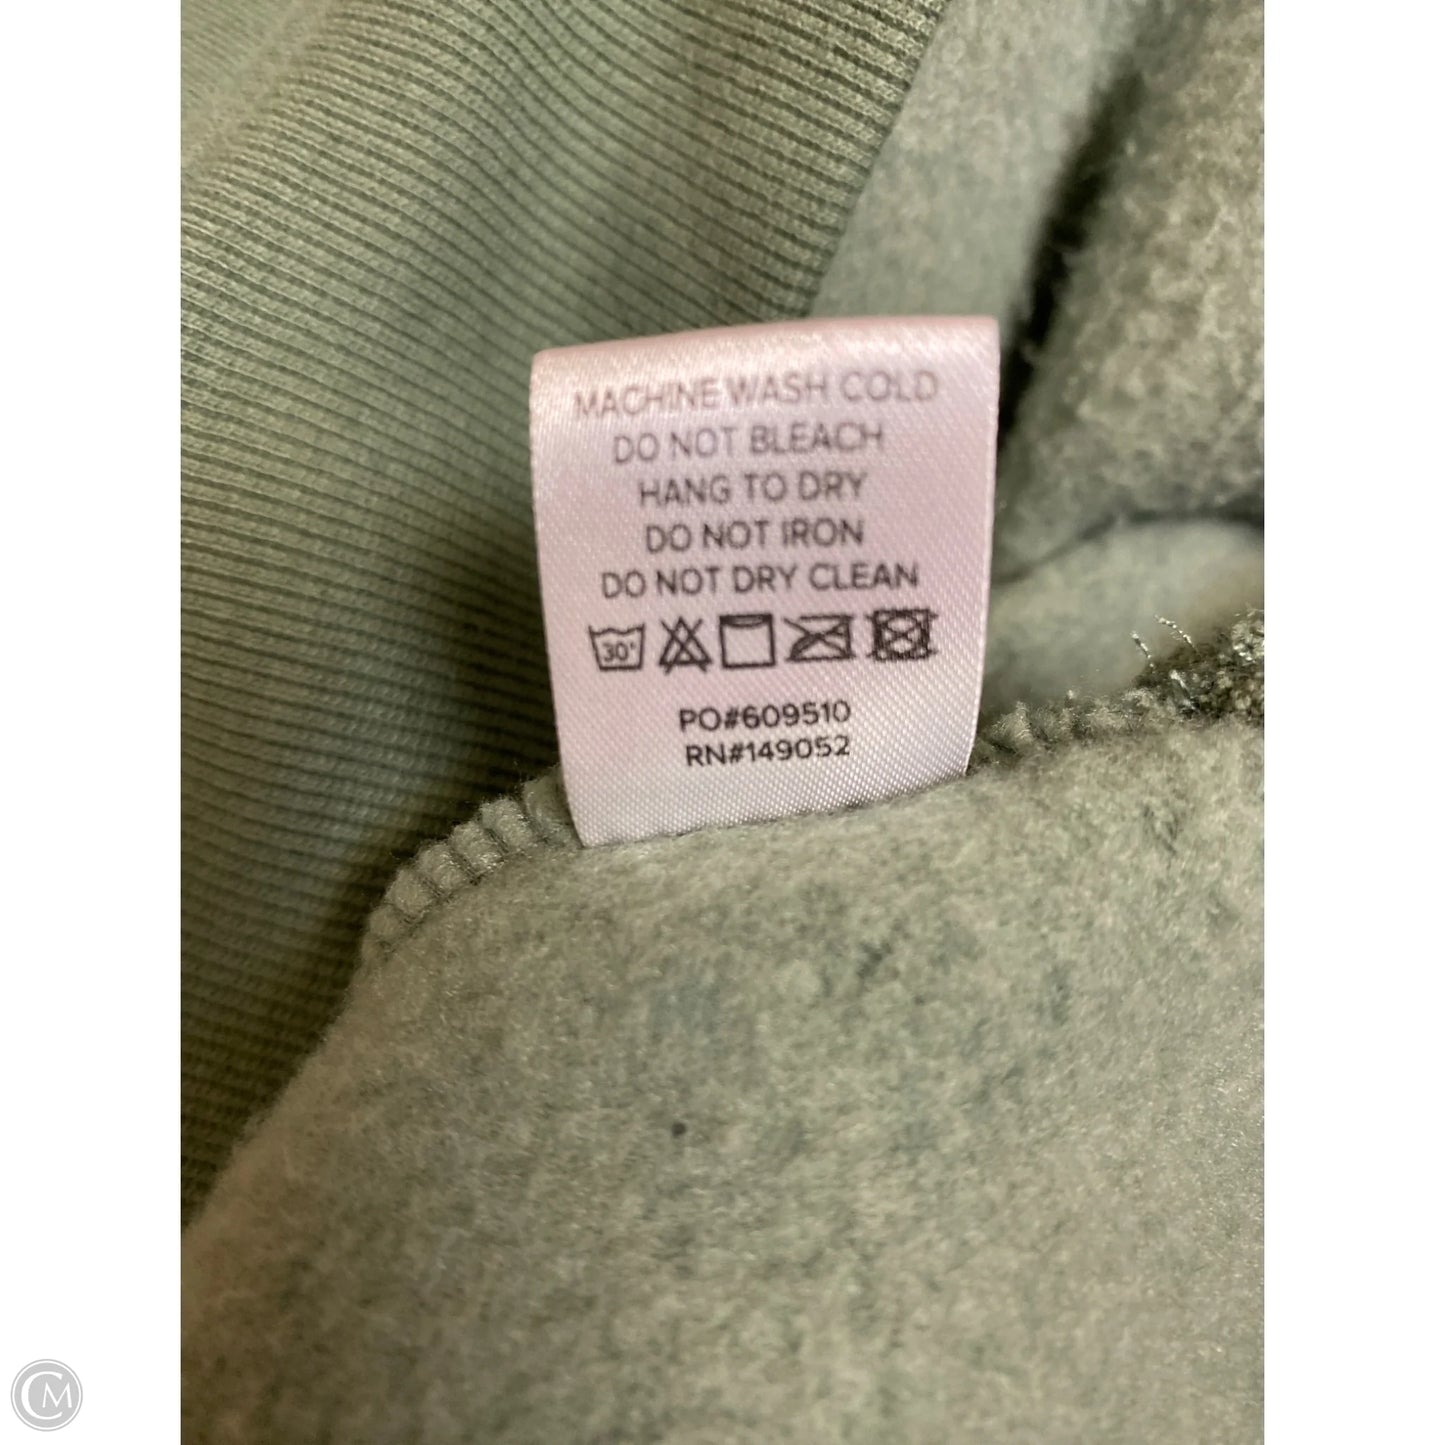 MACHINE WASH COLD
DO NOT BLEACH
HANG TO DRY
DO NOT IRON
DO NOT DRY CLEAN
30°
PO#609510
RN#149052
CM